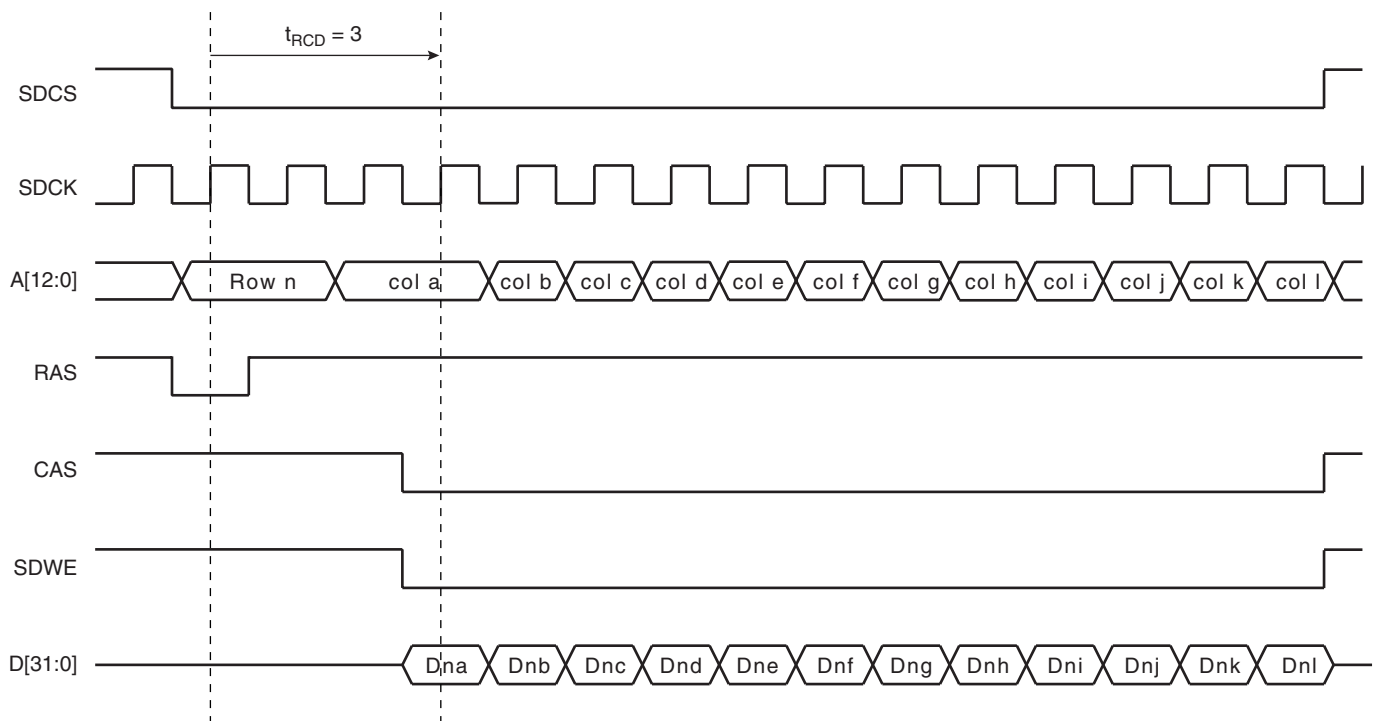 tRCD = 3
SDCS
SDCK
A[12:0] Row n col a col b col c col d col e col f col g col h col i col j col k col l
RAS
CAS
SDWE
D[31:0] Dna Dnb Dnc Dnd Dne Dnf Dng Dnh Dni Dnj Dnk Dnl